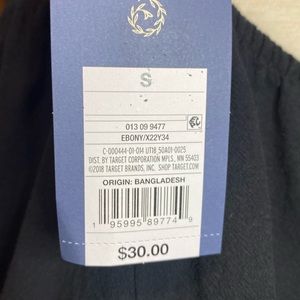 S
013 09 9477
EBONY/X22Y34
C-000444-01-014 UT18_50A01-0025
DIST. BY TARGET CORPORATION MPLS., MN 55403
©2018 TARGET BRANDS, INC. SHOP TARGET.COM
ORIGIN: BANGLADESH
1 95995 89774 9
$30.00